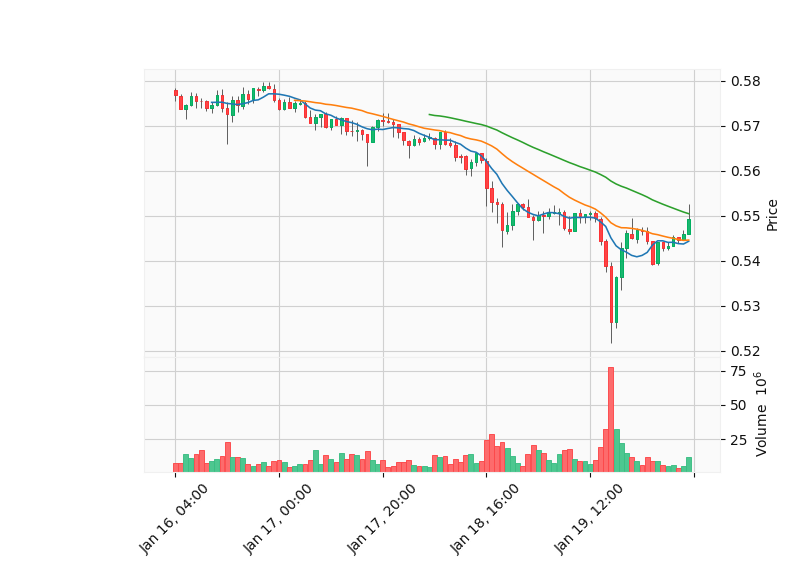 0.58
0.57
0.56
0.55
0.54
0.53
0.52
Price
75
50
25
Volume 10⁶
Jan 16, 04:00
Jan 17, 00:00
Jan 17, 20:00
Jan 18, 16:00
Jan 19, 12:00